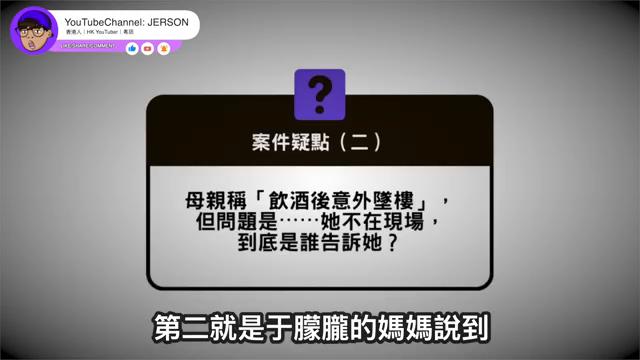 YouTubeChannel: JERSON
香港人｜HK YouTuber｜粵語
LIKE/SHARE/COMMENT
?
案件疑點（二）
母親稱「飲酒後意外墜樓」，
但問題是⋯⋯她不在現場，
到底是誰告訴她？
第二就是于朦朧的媽媽說到